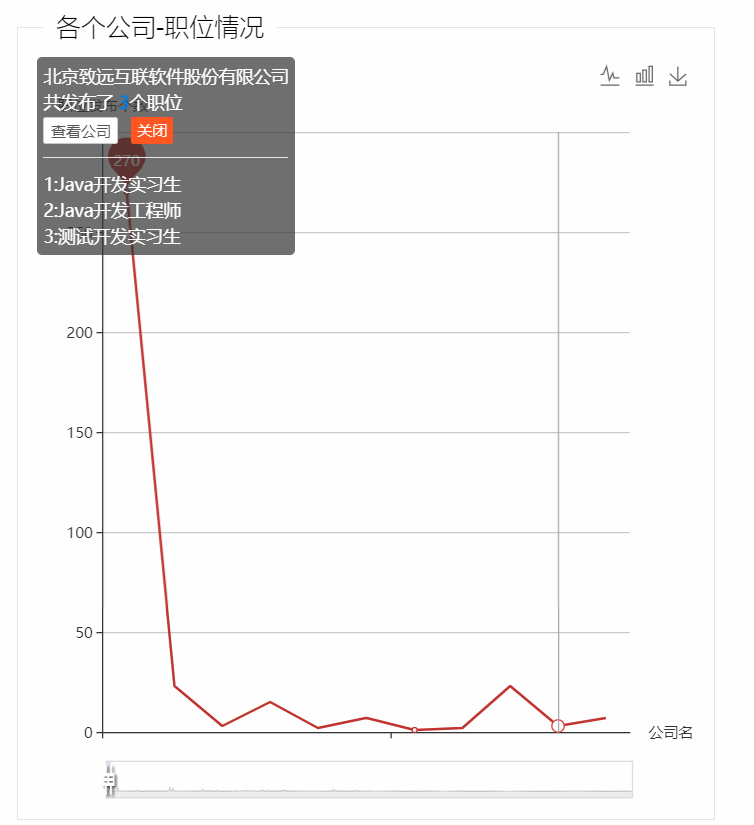 各个公司-职位情况
北京致远互联软件股份有限公司
共发布了 3个职位
查看公司 关闭
270
1:Java开发实习生
2:Java开发工程师
3:测试开发实习生
200
150
100
50
0
公司名